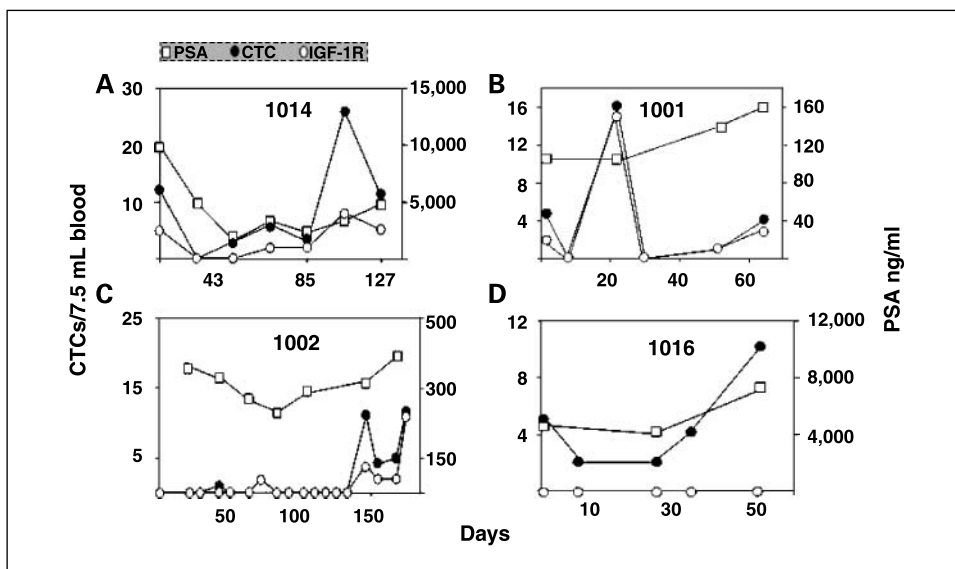 PSA CTC IGF-1R
A 1014
30
20
10
15,000
10,000
5,000
43 85 127
B 1001
16
12
8
4
160
120
80
40
20 40 60
C 1002
25
15
5
500
300
150
50 100 150
D 1016
12
8
4
12,000
8,000
4,000
10 30 50
CTCs/7.5 mL blood
PSA ng/ml
Days